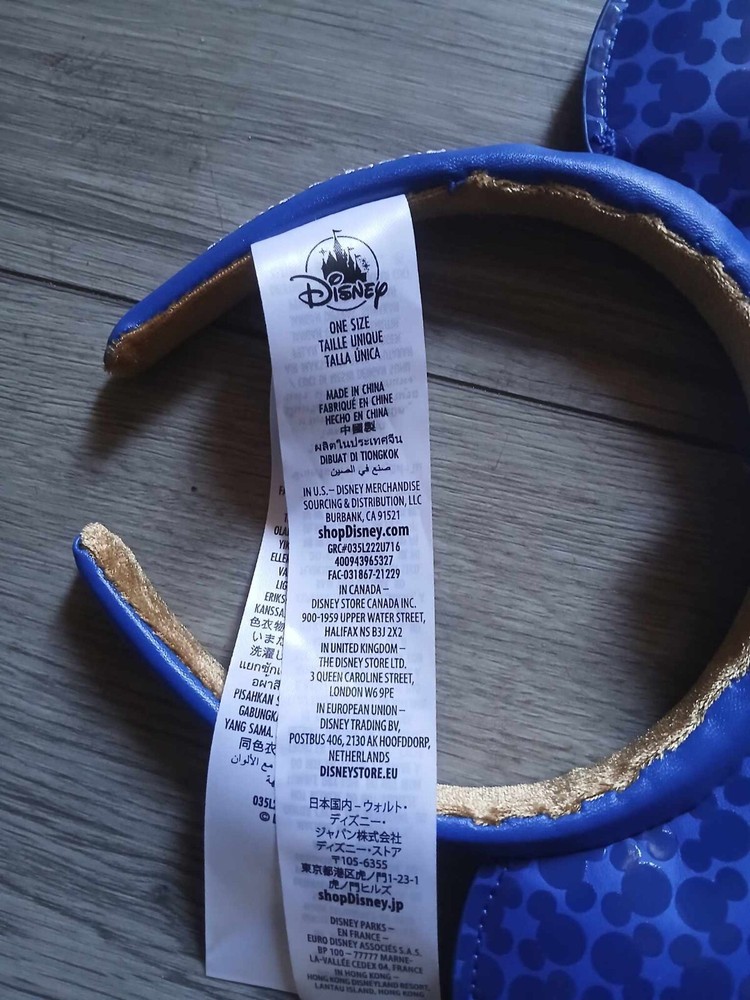 Disney
ONE SIZE
TAILLE UNIQUE
TALLA ÚNICA
MADE IN CHINA
FABRIQUÉ EN CHINE
HECHO EN CHINA
中國製
ผลิตในประเทศจีน
DIBUAT DI TIONGKOK
صنع في الصين
IN U.S. – DISNEY MERCHANDISE
SOURCING & DISTRIBUTION, LLC
BURBANK, CA 91521
shopDisney.com
GRC#035L222U716
400943965327
FAC-031867-21229
IN CANADA –
DISNEY STORE CANADA INC.
900-1959 UPPER WATER STREET,
HALIFAX NS B3J 2X2
IN UNITED KINGDOM –
THE DISNEY STORE LTD.
3 QUEEN CAROLINE STREET,
LONDON W6 9PE
IN EUROPEAN UNION –
DISNEY TRADING BV,
POSTBUS 406, 2130 AK HOOFDDORP,
NETHERLANDS
DISNEYSTORE.EU
日本国内 – ウォルト・
ディズニー・
ジャパン株式会社
ディズニー・ストア
〒105-6355
東京都港区虎ノ門1-23-1
虎ノ門ヒルズ
shopDisney.jp
DISNEY PARKS –
EN FRANCE –
EURO DISNEY ASSOCIÉS S.A.S.
BP 100 – 77777 MARNE-
LA-VALLÉE CEDEX 04, FRANCE
IN HONG KONG –
HONG KONG DISNEYLAND RESORT,
LANTAU ISLAND, HONG KONG
ERIKS
KANSSA
色衣物
いまた
洗濯し
PISAHKAN
GABUNGKA
YANG SAMA.
同色衣
مع الألوان
035L
©